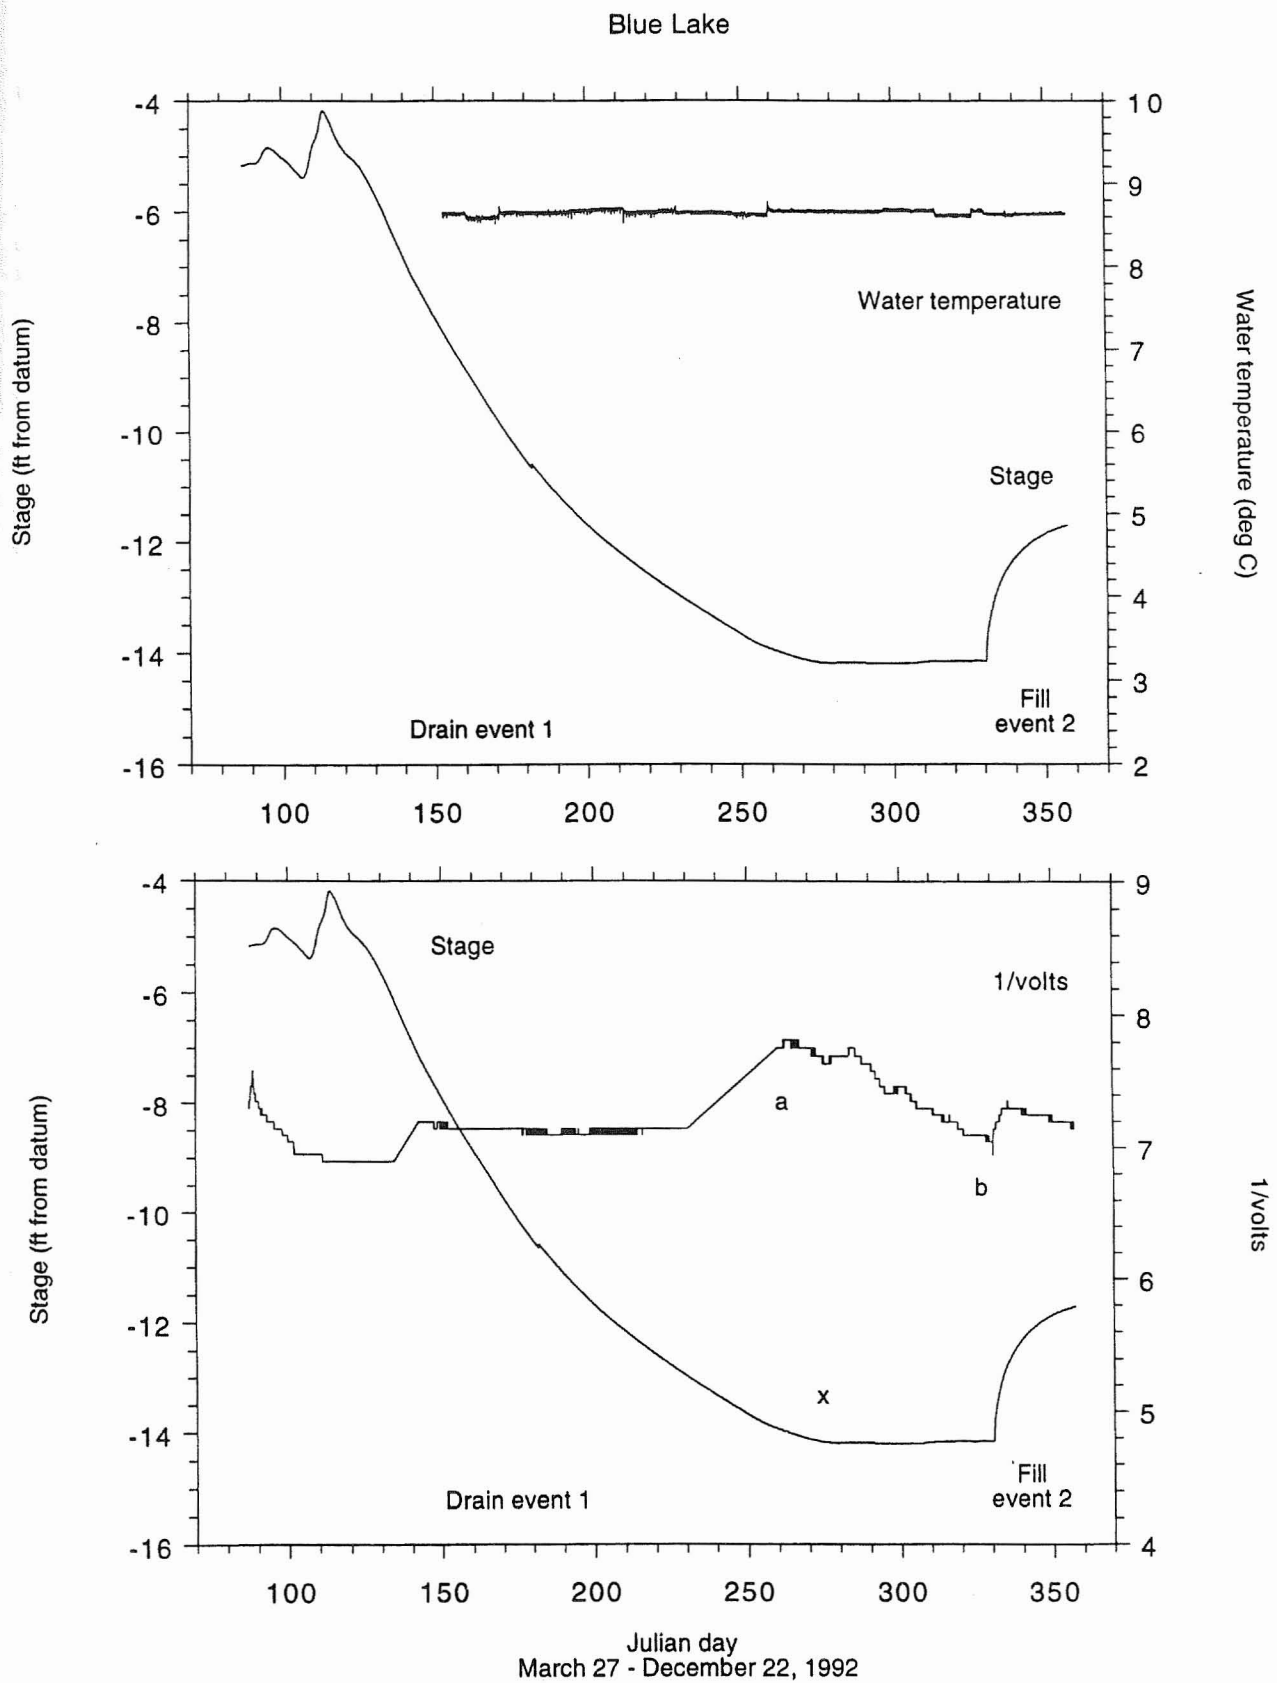 Blue Lake
-4
-6
-8
-10
-12
-14
-16
Stage (ft from datum)
10
9
8
7
6
5
4
3
2
Water temperature (deg C)
Water temperature
Stage
Fill
event 2
Drain event 1
100 150 200 250 300 350
-4
-6
-8
-10
-12
-14
-16
Stage (ft from datum)
9
8
7
6
5
4
1/volts
Stage
1/volts
a
b
x
Fill
event 2
Drain event 1
100 150 200 250 300 350
Julian day
March 27 - December 22, 1992